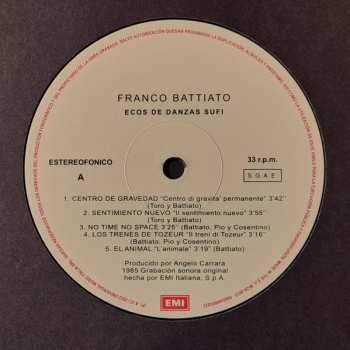 FRANCO BATTIATO
ECOS DE DANZAS SUFI
ESTEREOFONICO
33 r.p.m.
A
S G A E
1. CENTRO DE GRAVEDAD "Centro di gravita' permanente" 3'42"
(Toro y Battiato)
2. SENTIMIENTO NUEVO "Il sentimiento nuevo" 3'55"
(Toro y Battiato)
3. NO TIME NO SPACE 3'25" (Battiato, Pio y Cosentino)
4. LOS TRENES DE TOZEUR "Il treni di Tozeur" 3'16"
(Battiato, Pio y Cosentino)
5. EL ANIMAL "L'animale" 3'19" (Battiato)
Producido por Angelo Carrara
1985 Grabación sonora original
hecha por EMI Italiana, S.p.A.
EMI